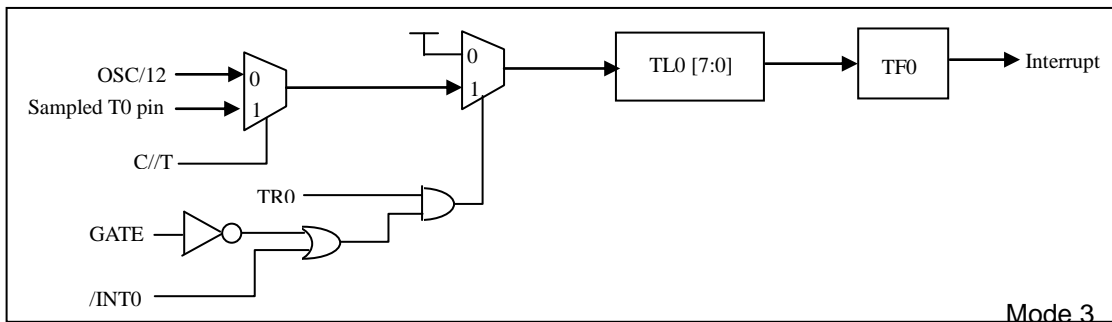 OSC/12
Sampled T0 pin
C//T
0
1
0
1
TL0 [7:0]
TF0
Interrupt
TR0
GATE
/INT0
Mode 3